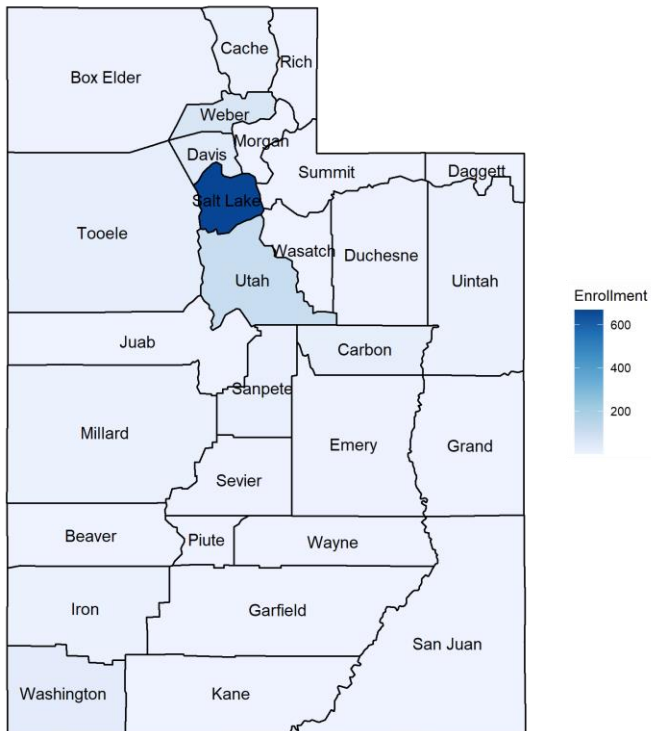 Cache
Rich
Box Elder
Weber
Morgan
Davis
Summit
Daggett
Salt Lake
Tooele
Wasatch
Duchesne
Utah
Uintah
Enrollment
600
400
200
Juab
Carbon
Sanpete
Millard
Emery
Grand
Sevier
Beaver
Piute
Wayne
Iron
Garfield
San Juan
Washington
Kane